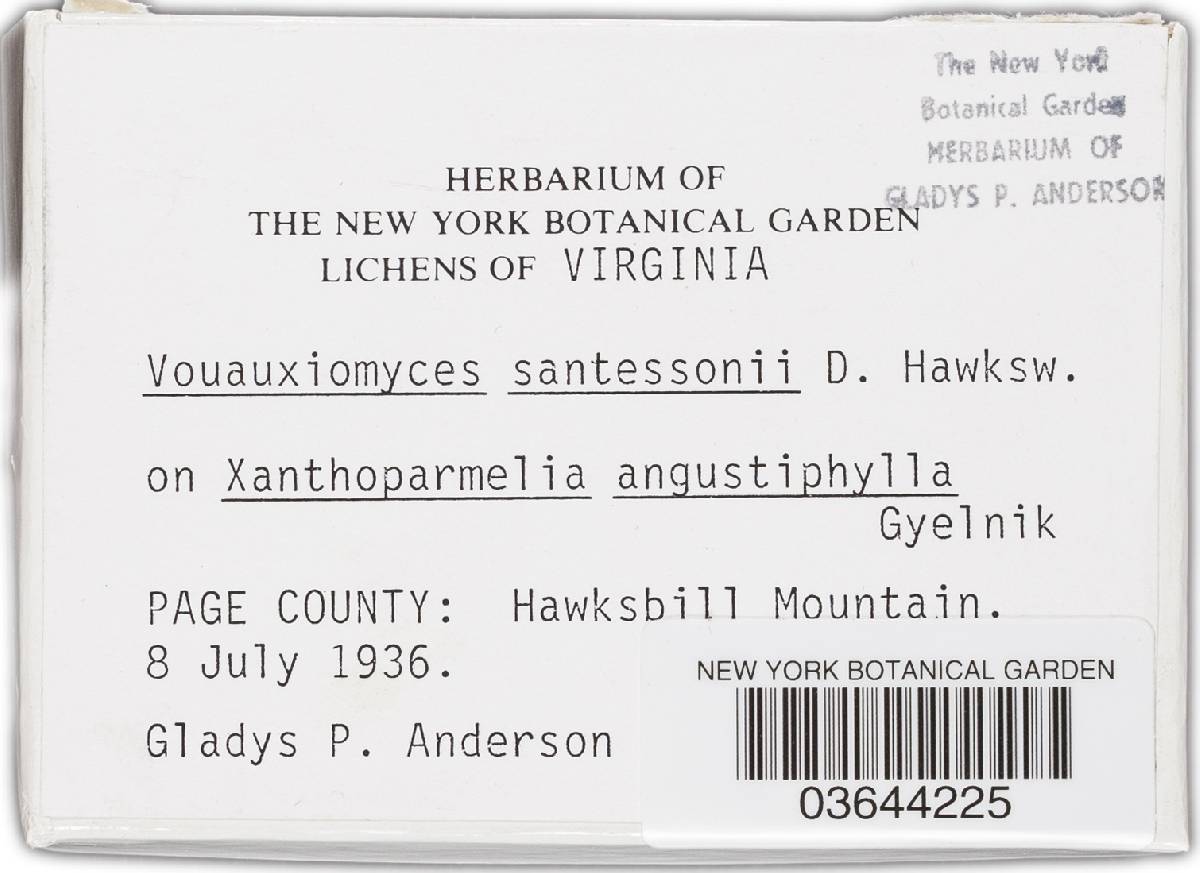 The New York
Botanical Garden
HERBARIUM OF
GLADYS P. ANDERSON
HERBARIUM OF
THE NEW YORK BOTANICAL GARDEN
LICHENS OF VIRGINIA
Vouauxiomyces santessonii D. Hawksw.
on Xanthoparmelia angustiphylla
Gyelnik
PAGE COUNTY: Hawksbill Mountain.
8 July 1936.
Gladys P. Anderson
NEW YORK BOTANICAL GARDEN
03644225